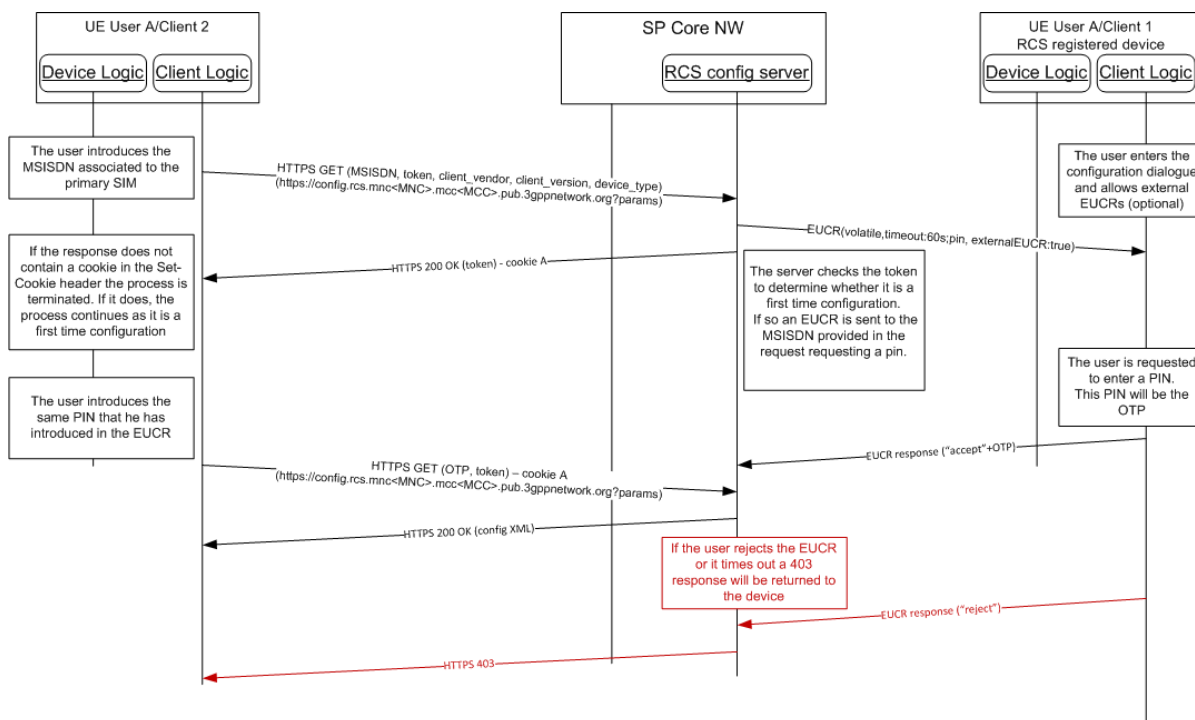 UE User A/Client 2
Device Logic
Client Logic
SP Core NW
RCS config server
UE User A/Client 1
RCS registered device
Device Logic
Client Logic
The user introduces the
MSISDN associated to the
primary SIM
HTTPS GET (MSISDN, token, client_vendor, client_version, device_type)
(https://config.rcs.mnc<MNC>.mcc<MCC>.pub.3gppnetwork.org?params)
The user enters the
configuration dialogue
and allows external
EUCRs (optional)
EUCR(volatile,timeout:60s;pin, externalEUCR:true)
If the response does not
contain a cookie in the Set-
Cookie header the process is
terminated. If it does, the
process continues as it is a
first time configuration
HTTPS 200 OK (token) - cookie A
The server checks the token
to determine whether it is a
first time configuration.
If so an EUCR is sent to the
MSISDN provided in the
request requesting a pin.
The user is requested
to enter a PIN.
This PIN will be the
OTP
The user introduces the
same PIN that he has
introduced in the EUCR
EUCR response ("accept"+OTP)
HTTPS GET (OTP, token) – cookie A
(https://config.rcs.mnc<MNC>.mcc<MCC>.pub.3gppnetwork.org?params)
HTTPS 200 OK (config XML)
If the user rejects the EUCR
or it times out a 403
response will be returned to
the device
EUCR response ("reject")
HTTPS 403